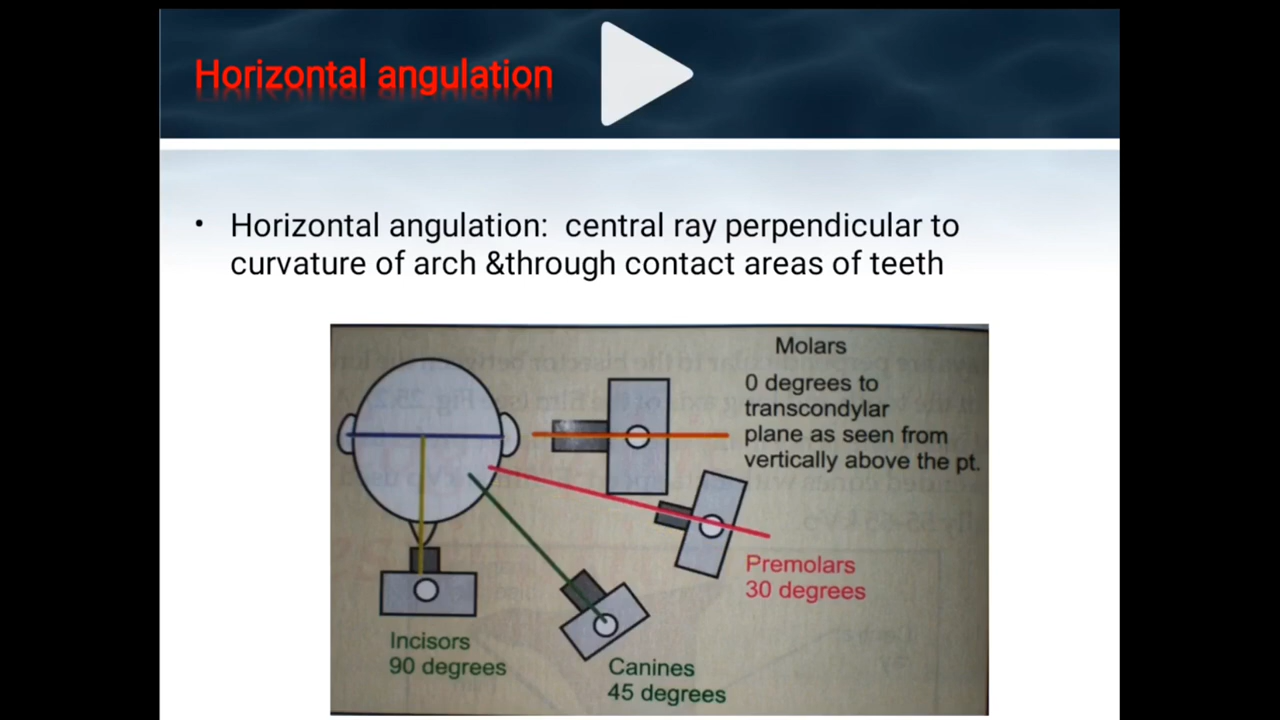 Horizontal angulation
• Horizontal angulation:  central ray perpendicular to
curvature of arch &through contact areas of teeth
Molars
0 degrees to
transcondylar
plane as seen from
vertically above the pt.
Premolars
30 degrees
Incisors
90 degrees
Canines
45 degrees